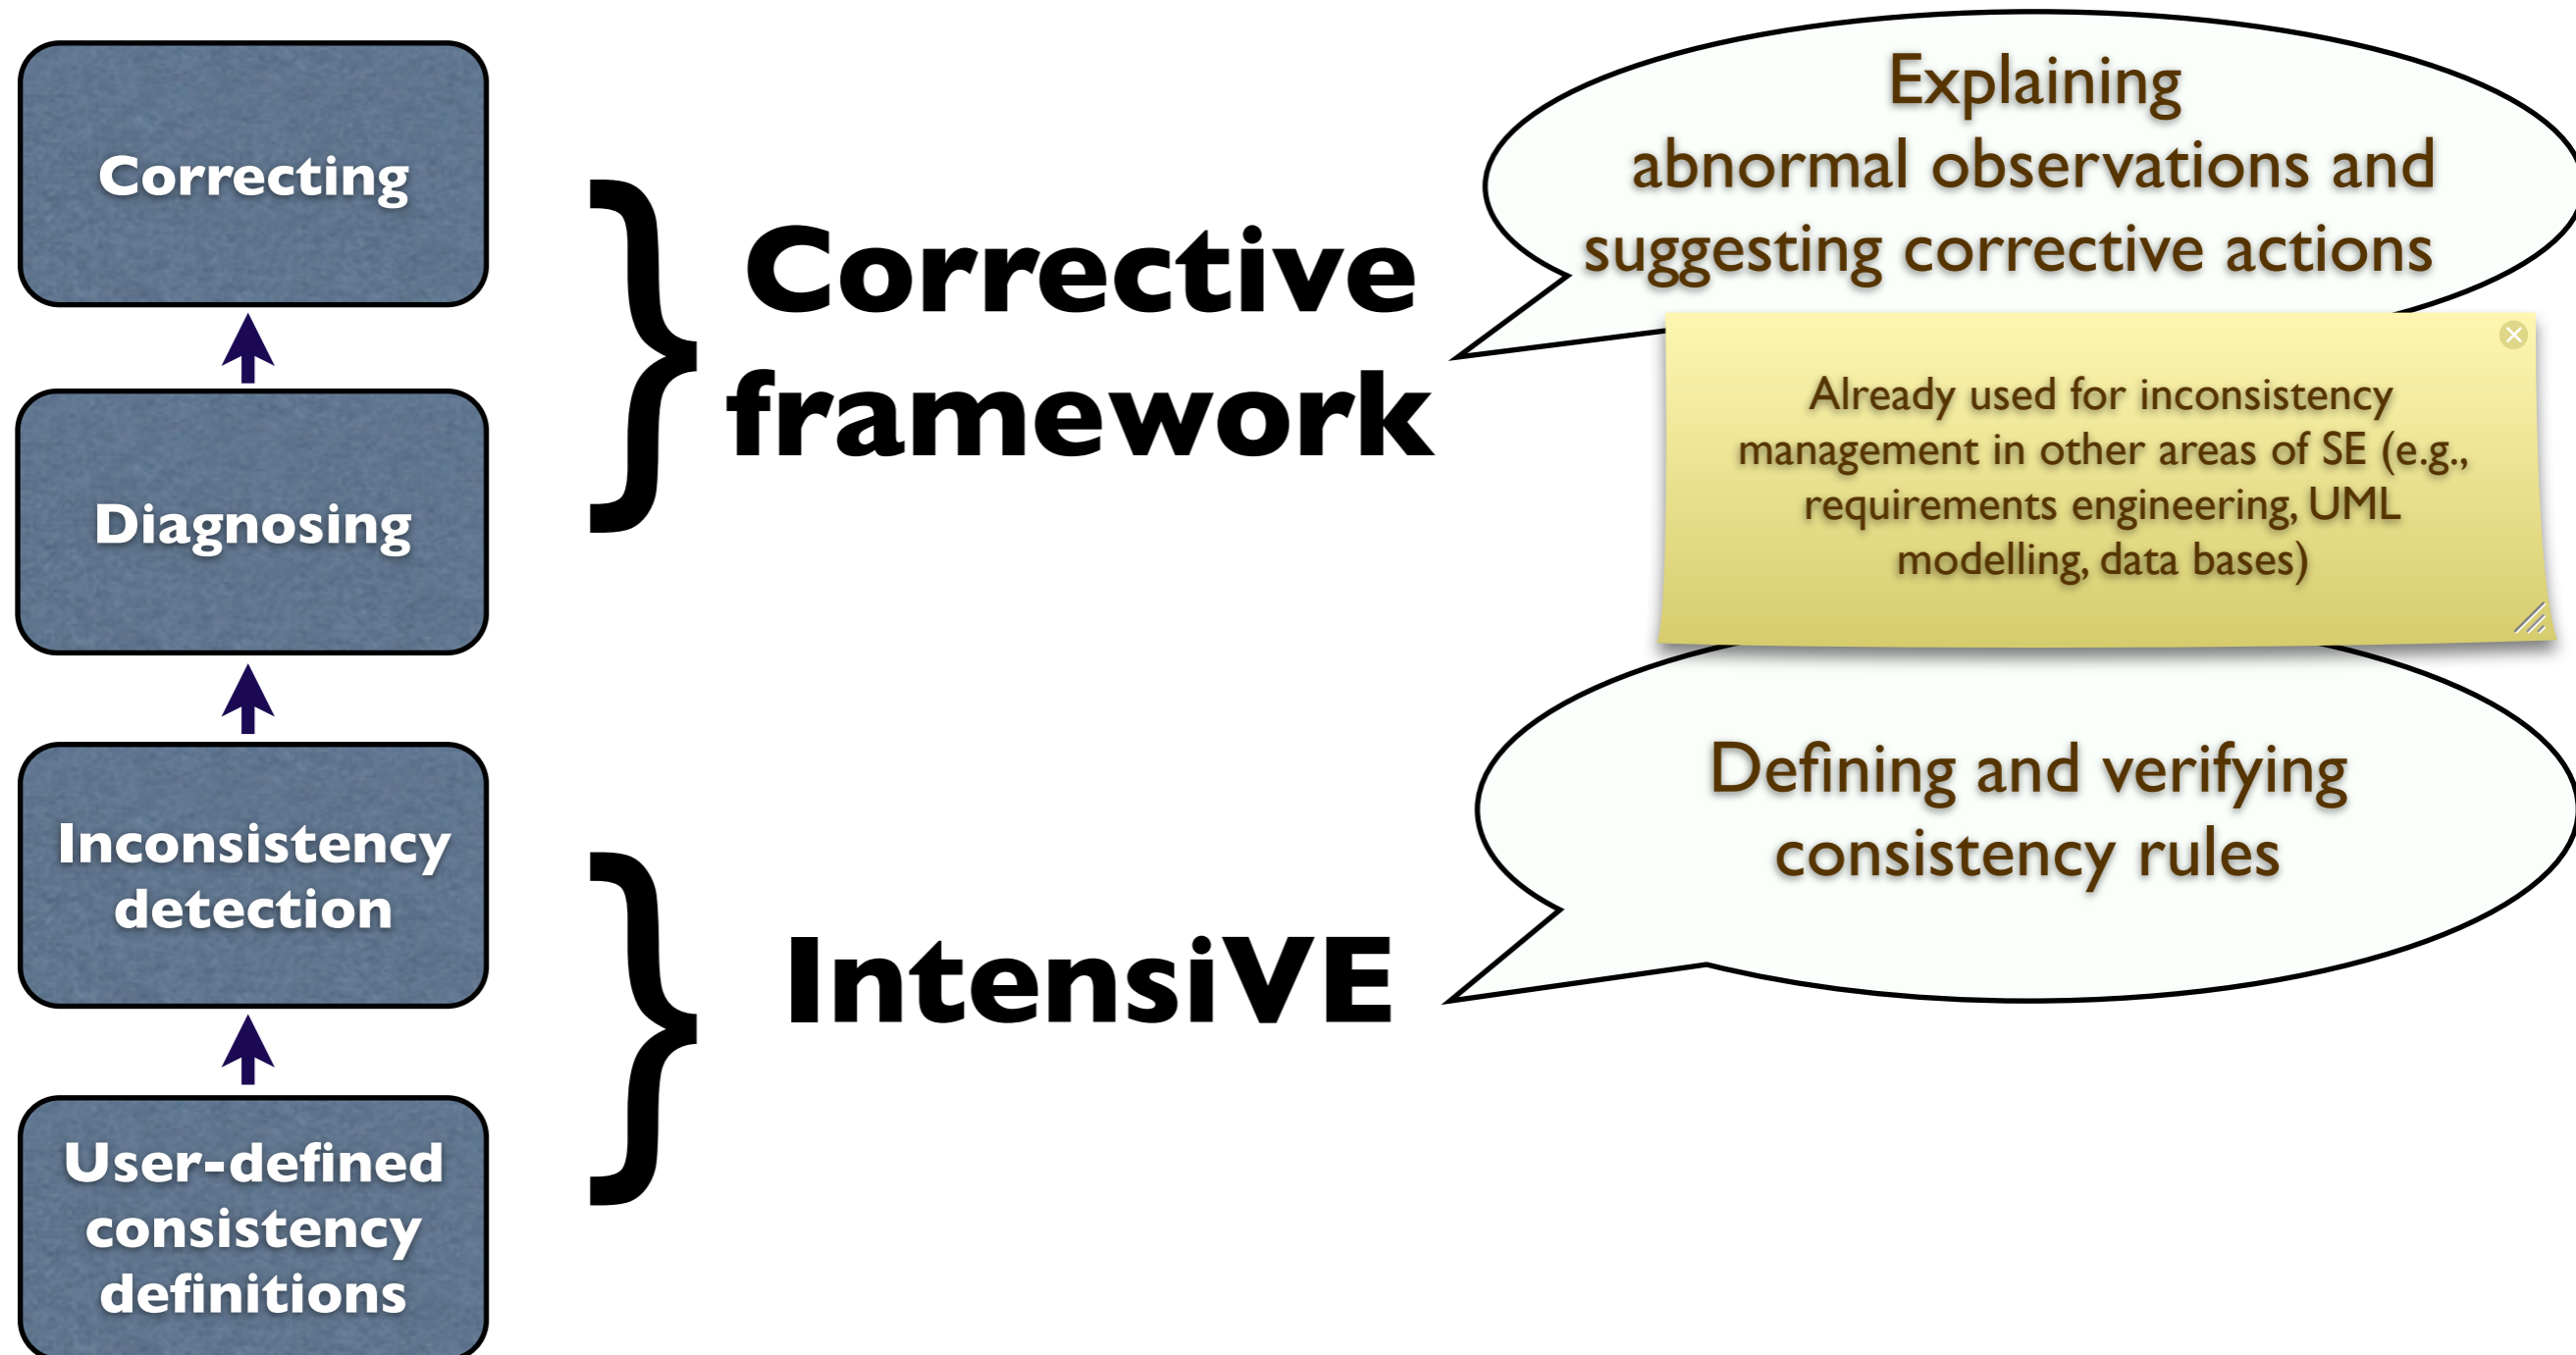 Correcting
Diagnosing
Inconsistency
detection
User-defined
consistency
definitions
}
Corrective
framework
}
IntensiVE
Explaining
abnormal observations and
suggesting corrective actions
Already used for inconsistency
management in other areas of SE (e.g.,
requirements engineering, UML
modelling, data bases)
Defining and verifying
consistency rules